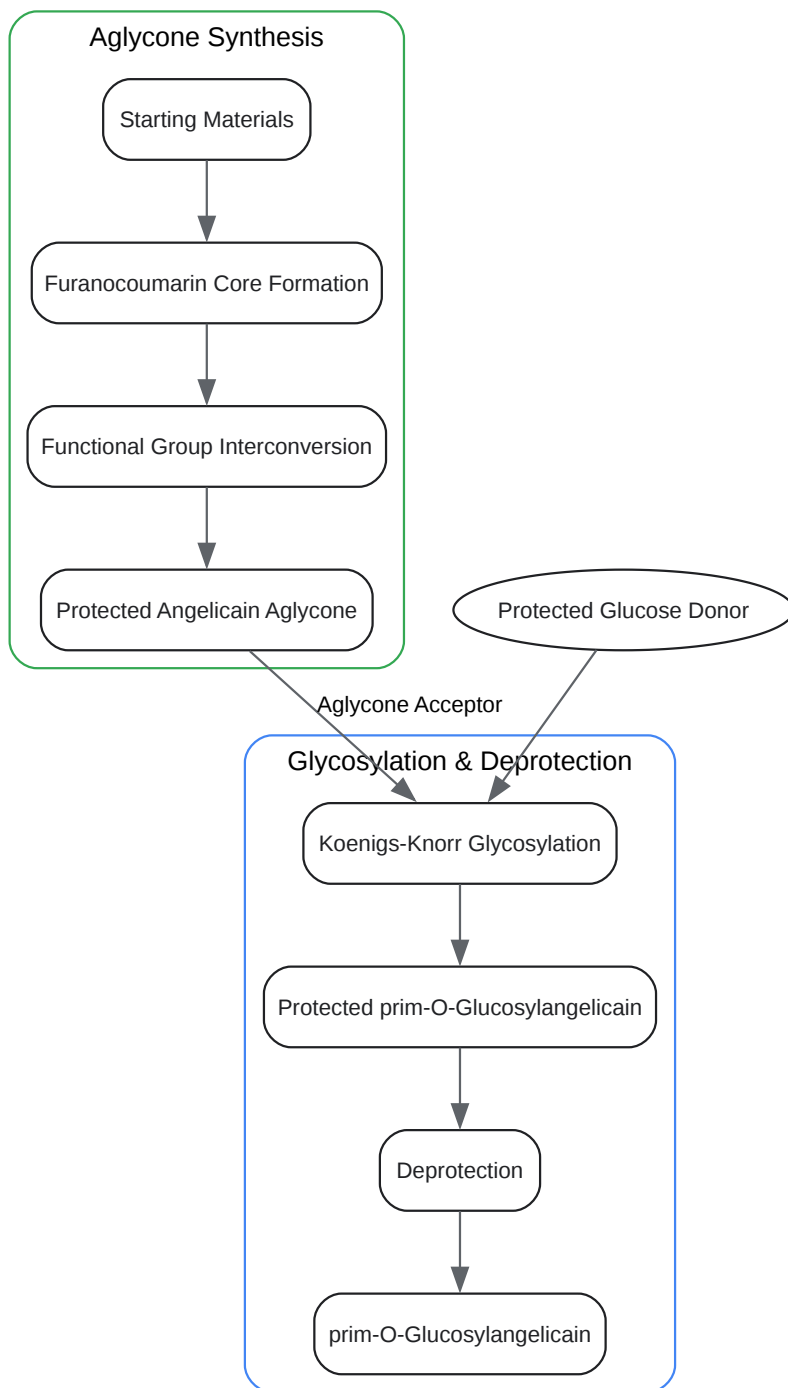 Aglycone Synthesis
Starting Materials
Furanocoumarin Core Formation
Functional Group Interconversion
Protected Angelicain Aglycone
Protected Glucose Donor
Aglycone Acceptor
Glycosylation & Deprotection
Koenigs-Knorr Glycosylation
Protected prim-O-Glucosylangelicain
Deprotection
prim-O-Glucosylangelicain